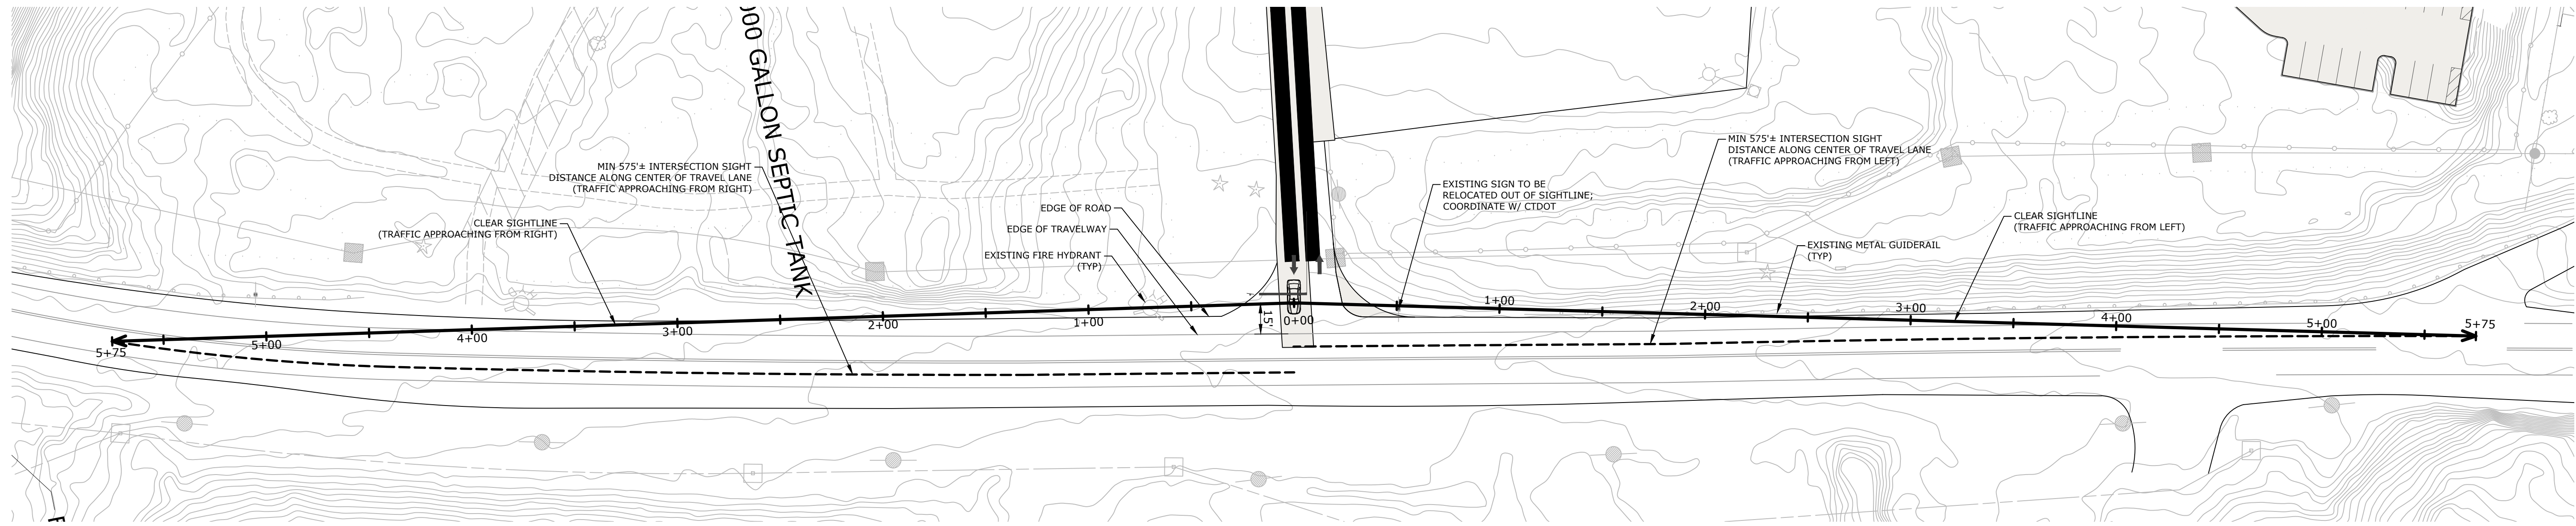 000 GALLON SEPTIC TANK
MIN 575'± INTERSECTION SIGHT
DISTANCE ALONG CENTER OF TRAVEL LANE
(TRAFFIC APPROACHING FROM RIGHT)
CLEAR SIGHTLINE
(TRAFFIC APPROACHING FROM RIGHT)
EDGE OF ROAD
EDGE OF TRAVELWAY
EXISTING FIRE HYDRANT
(TYP)
EXISTING SIGN TO BE
RELOCATED OUT OF SIGHTLINE;
COORDINATE W/ CTDOT
MIN 575'± INTERSECTION SIGHT
DISTANCE ALONG CENTER OF TRAVEL LANE
(TRAFFIC APPROACHING FROM LEFT)
EXISTING METAL GUIDERAIL
(TYP)
CLEAR SIGHTLINE
(TRAFFIC APPROACHING FROM LEFT)
5+75
5+00
4+00
3+00
2+00
1+00
15'
0+00
1+00
2+00
3+00
4+00
5+00
5+75